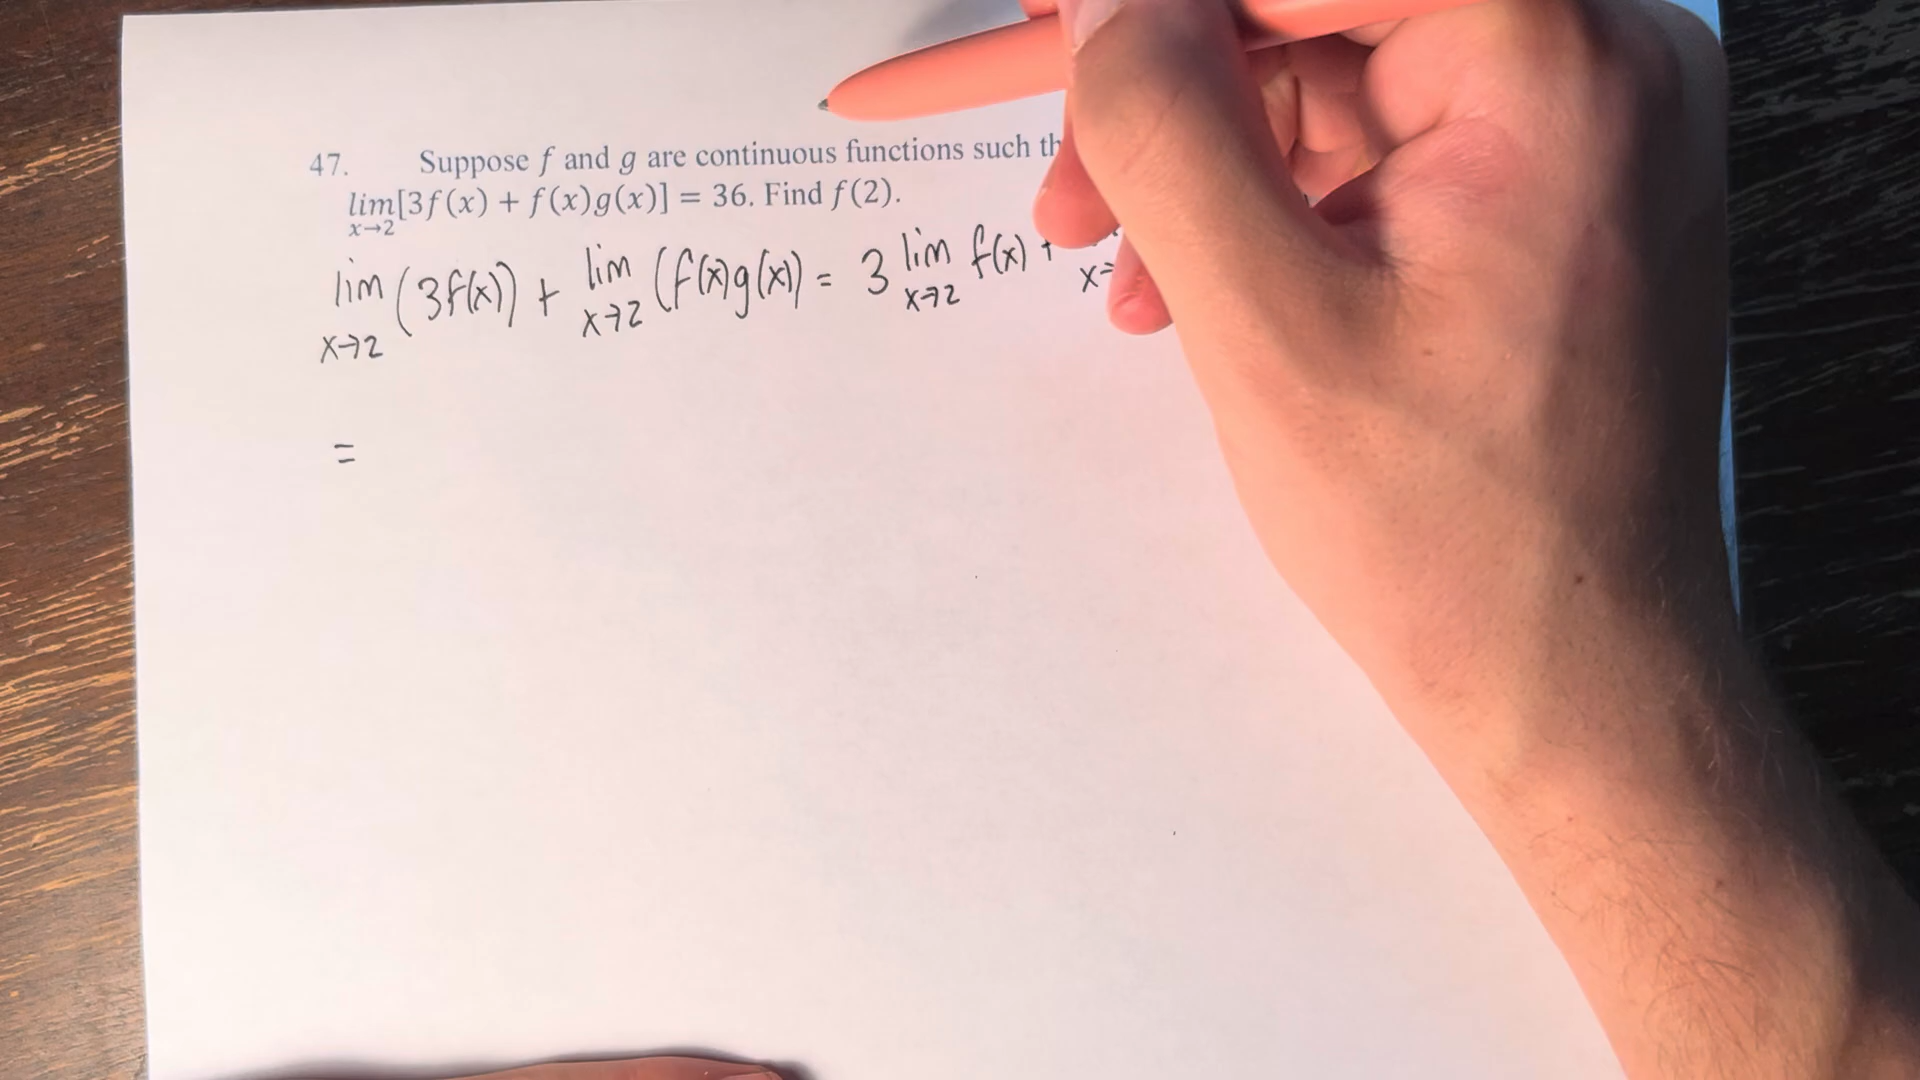 47. Suppose f and g are continuous functions such
lim[3f(x) + f(x)g(x)] = 36. Find f(2).
x→2
lim (3f(x)) + lim (f(x)g(x)) = 3 lim f(x) +
x→2 x→2 x→2 x→
=